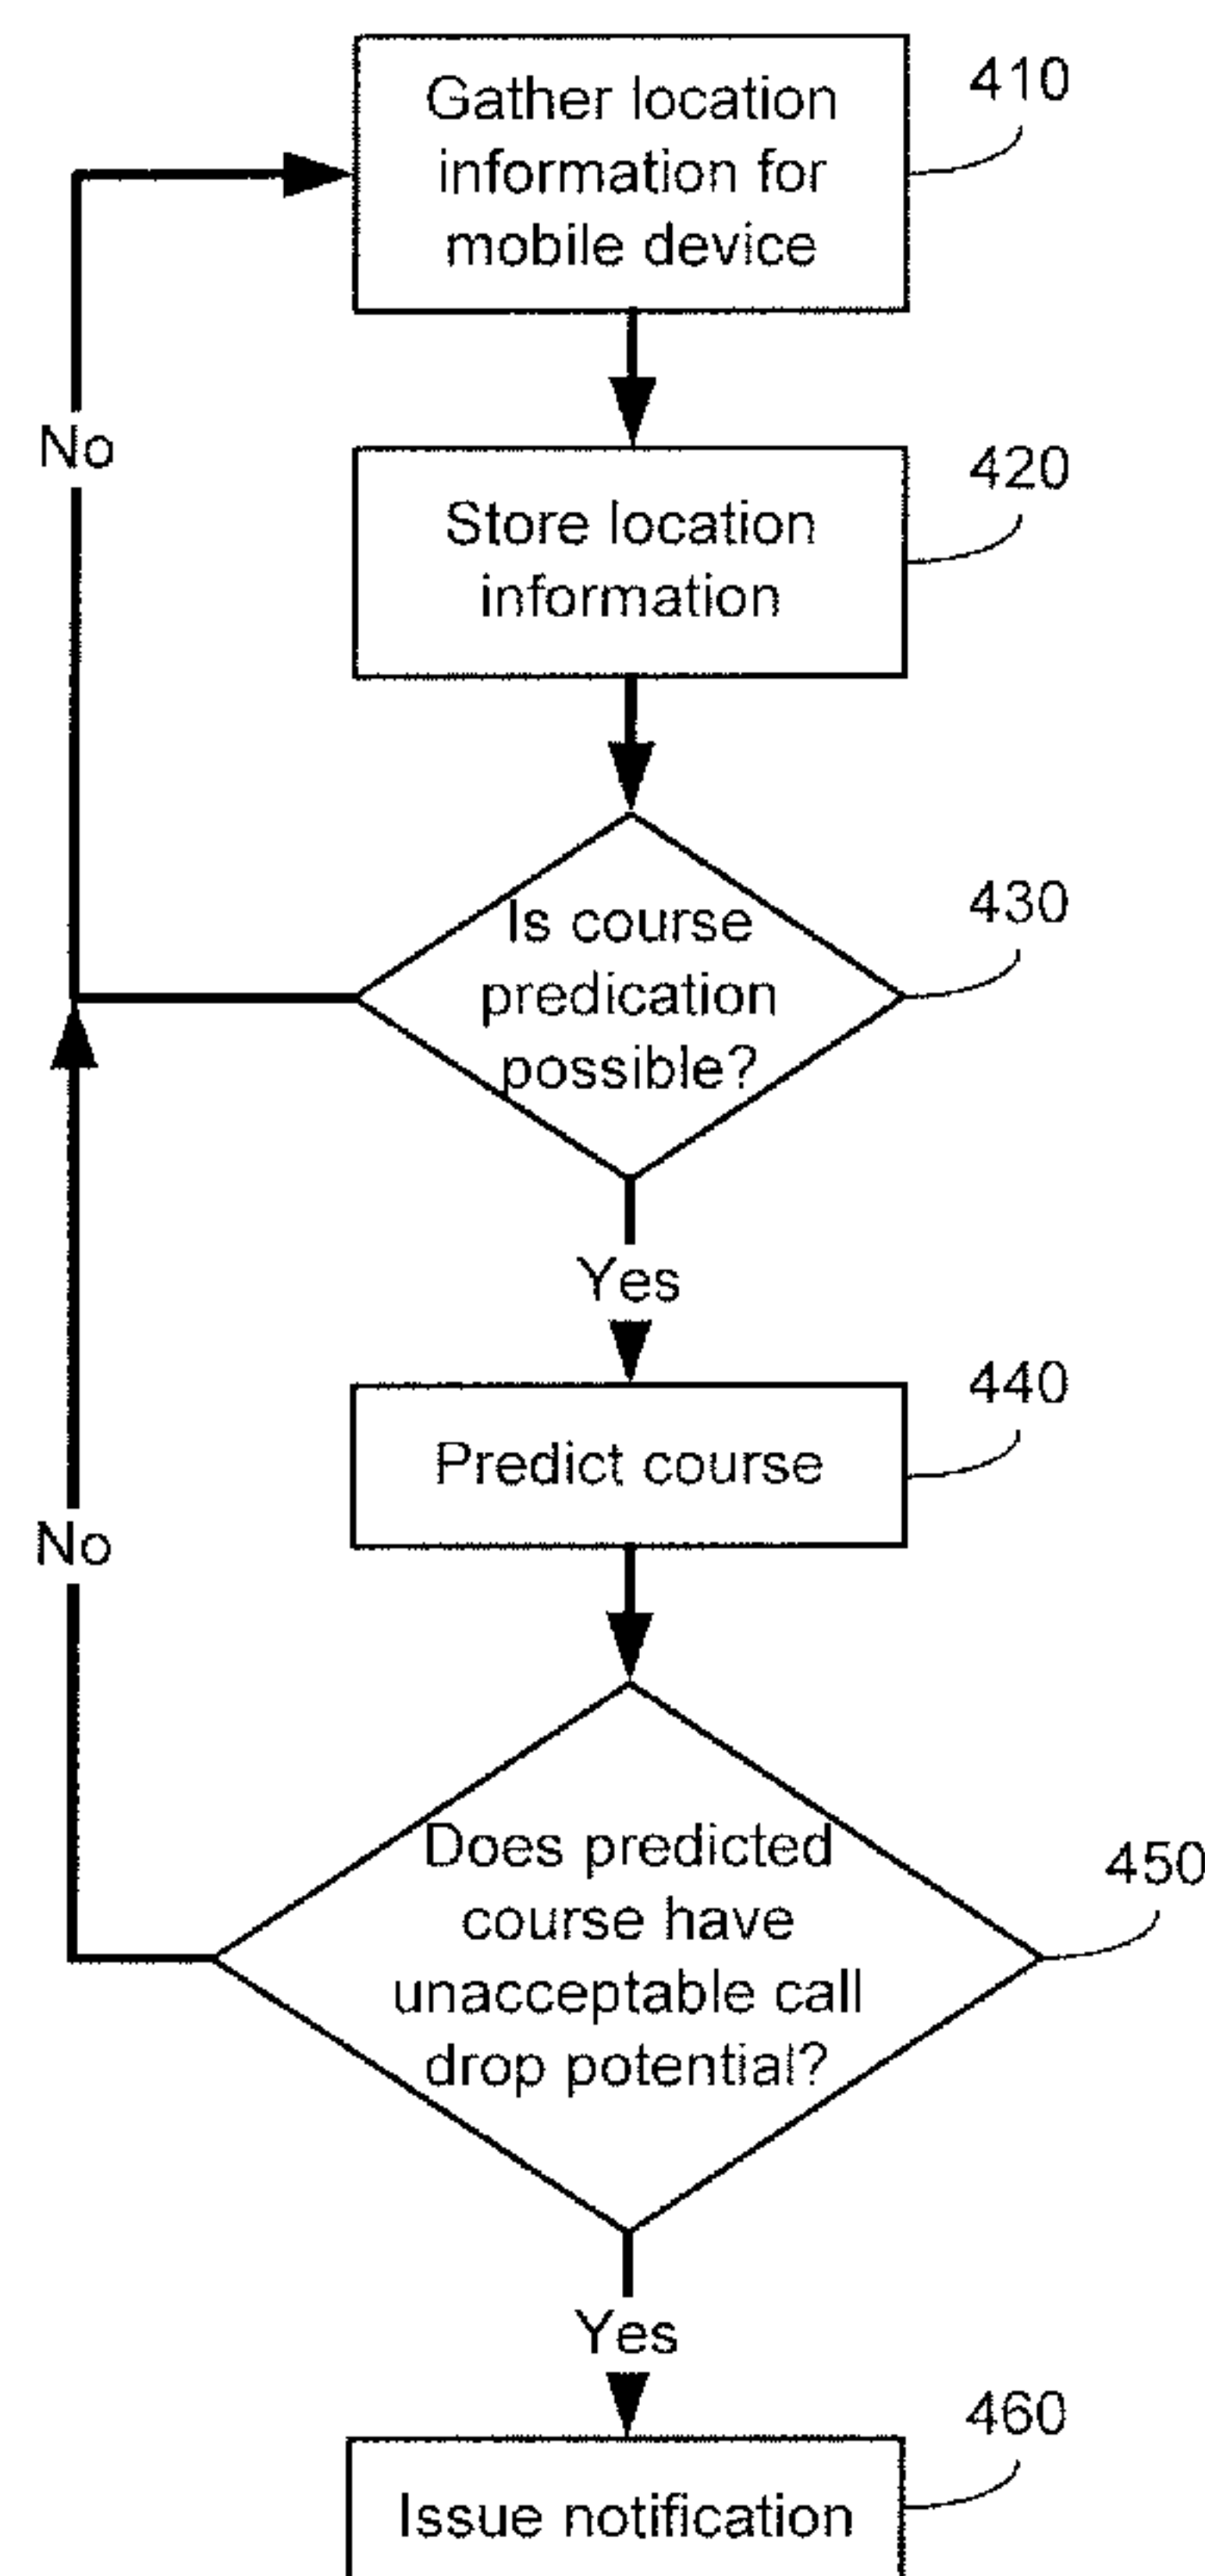 Gather location
information for
mobile device
410
No
Store location
information
420
Is course
predication
possible?
430
Yes
Predict course
440
No
Does predicted
course have
unacceptable call
drop potential?
450
Yes
Issue notification
460